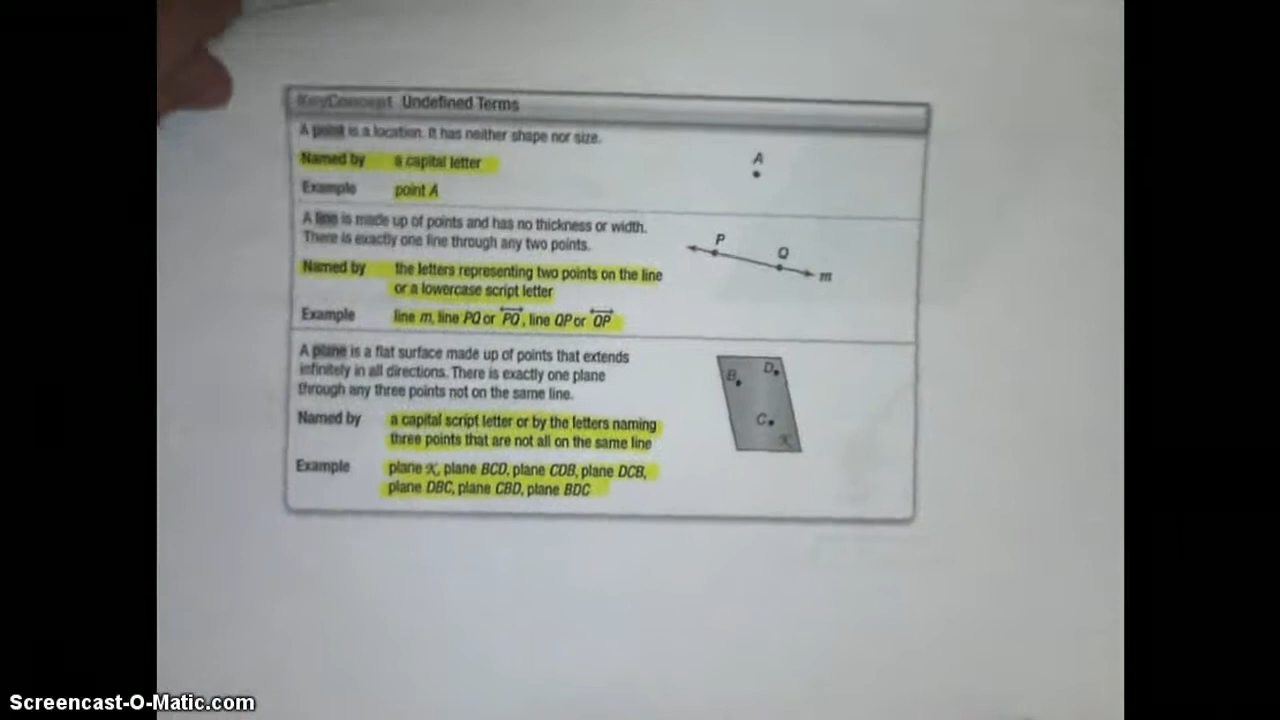 KeyConcept Undefined Terms
A point is a location. It has neither shape nor size.
Named by a capital letter
Example point A
A
A line is made up of points and has no thickness or width.
There is exactly one line through any two points.
Named by the letters representing two points on the line
or a lowercase script letter
Example line m, line PQ or PQ, line QP or QP
P
Q
m
A plane is a flat surface made up of points that extends
infinitely in all directions. There is exactly one plane
through any three points not on the same line.
Named by a capital script letter or by the letters naming
three points that are not all on the same line
Example plane 𝒦, plane BCD, plane CDB, plane DCB,
plane DBC, plane CBD, plane BDC
B
D
C
𝒦
Screencast-O-Matic.com